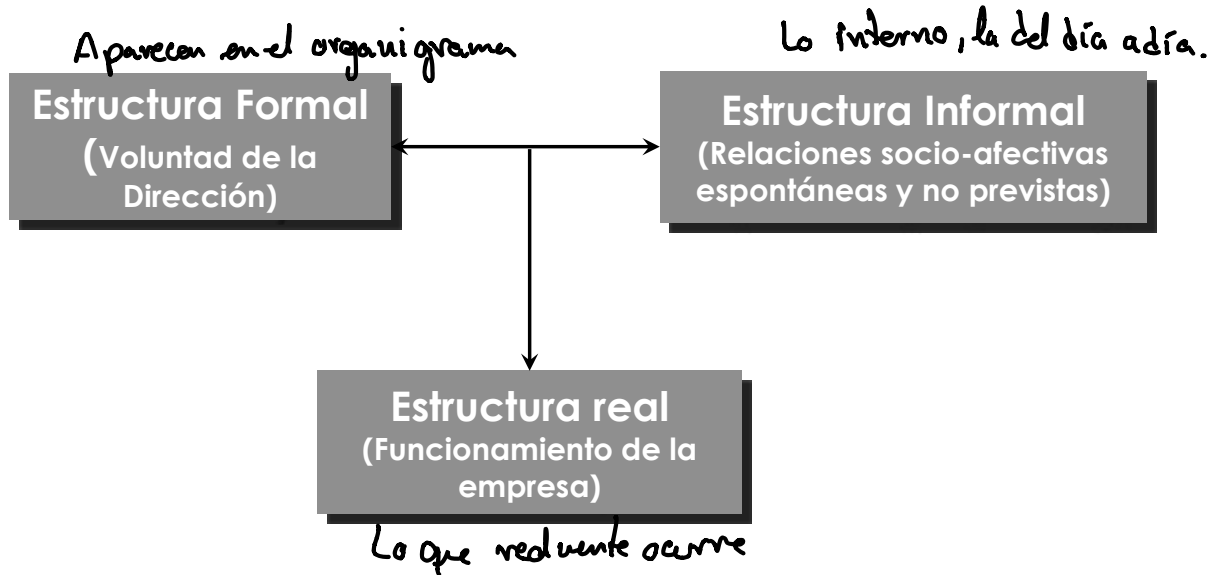 Aparecen en el organigrama
Lo interno, la del día a día.
Estructura Formal
(Voluntad de la
Dirección)
Estructura Informal
(Relaciones socio-afectivas
espontáneas y no previstas)
Estructura real
(Funcionamiento de la
empresa)
Lo que realmente ocurre